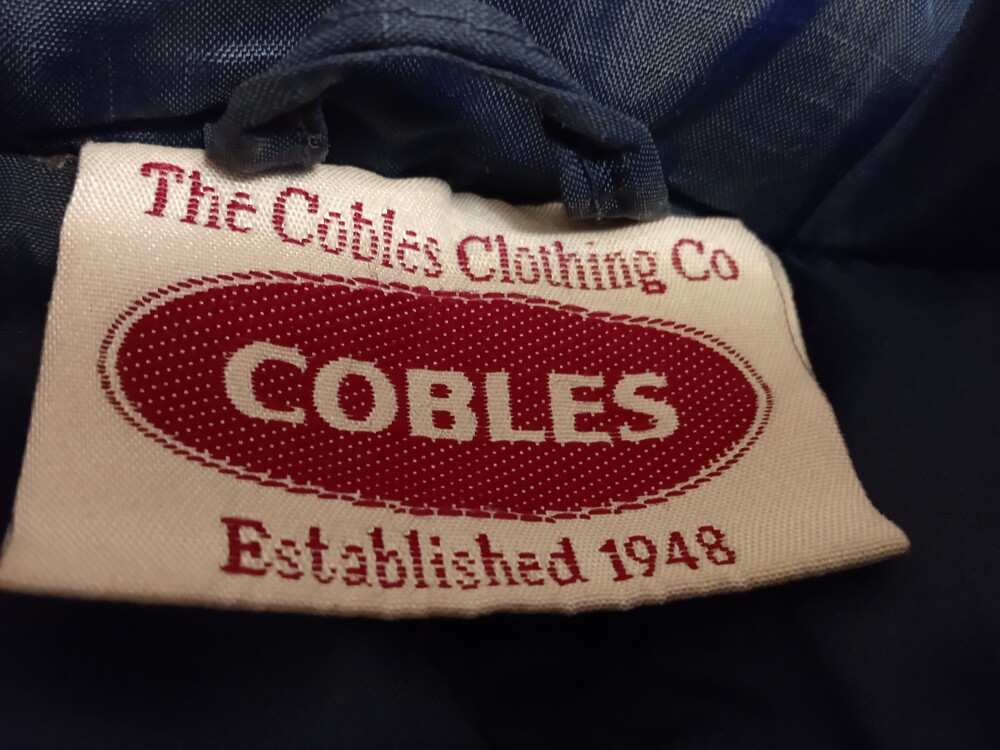 The Cobles Clothing Co
COBLES
Established 1948